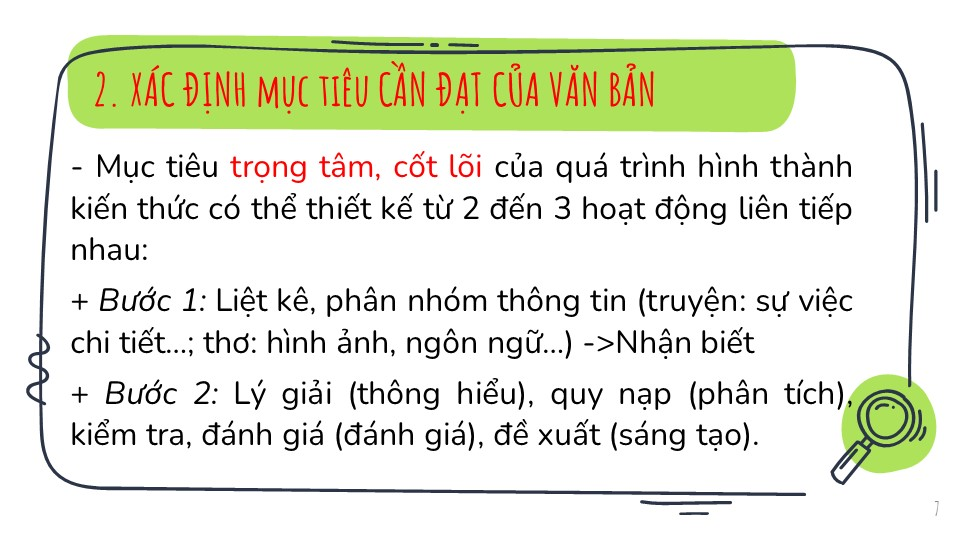 2. XÁC ĐỊNH MỤC TIÊU CẦN ĐẠT CỦA VĂN BẢN
- Mục tiêu trọng tâm, cốt lõi của quá trình hình thành
kiến thức có thể thiết kế từ 2 đến 3 hoạt động liên tiếp
nhau:
+ Bước 1: Liệt kê, phân nhóm thông tin (truyện: sự việc
chi tiết...; thơ: hình ảnh, ngôn ngữ...) ->Nhận biết
+ Bước 2: Lý giải (thông hiểu), quy nạp (phân tích),
kiểm tra, đánh giá (đánh giá), đề xuất (sáng tạo).
7